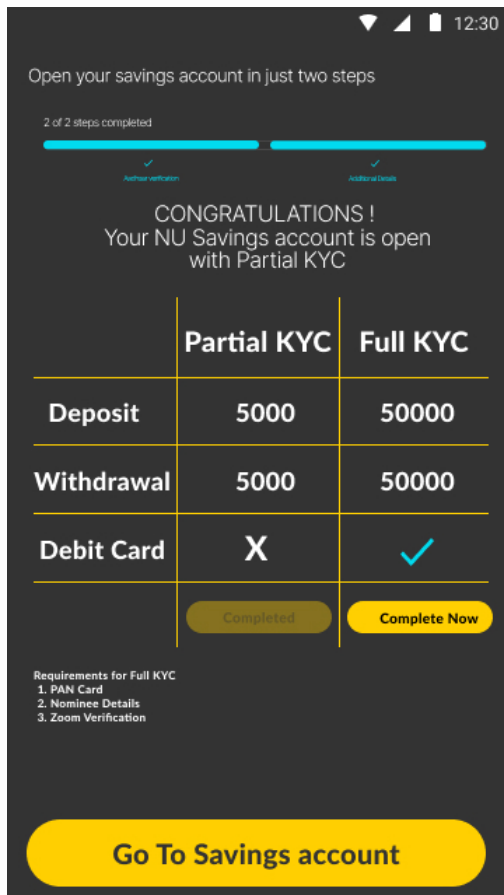 12:30
Open your savings account in just two steps
2 of 2 steps completed
Aadhaar verification Additional Details
CONGRATULATIONS !
Your NU Savings account is open
with Partial KYC
Partial KYC Full KYC
Deposit 5000 50000
Withdrawal 5000 50000
Debit Card X
Completed Complete Now
Requirements for Full KYC
1. PAN Card
2. Nominee Details
3. Zoom Verification
Go To Savings account